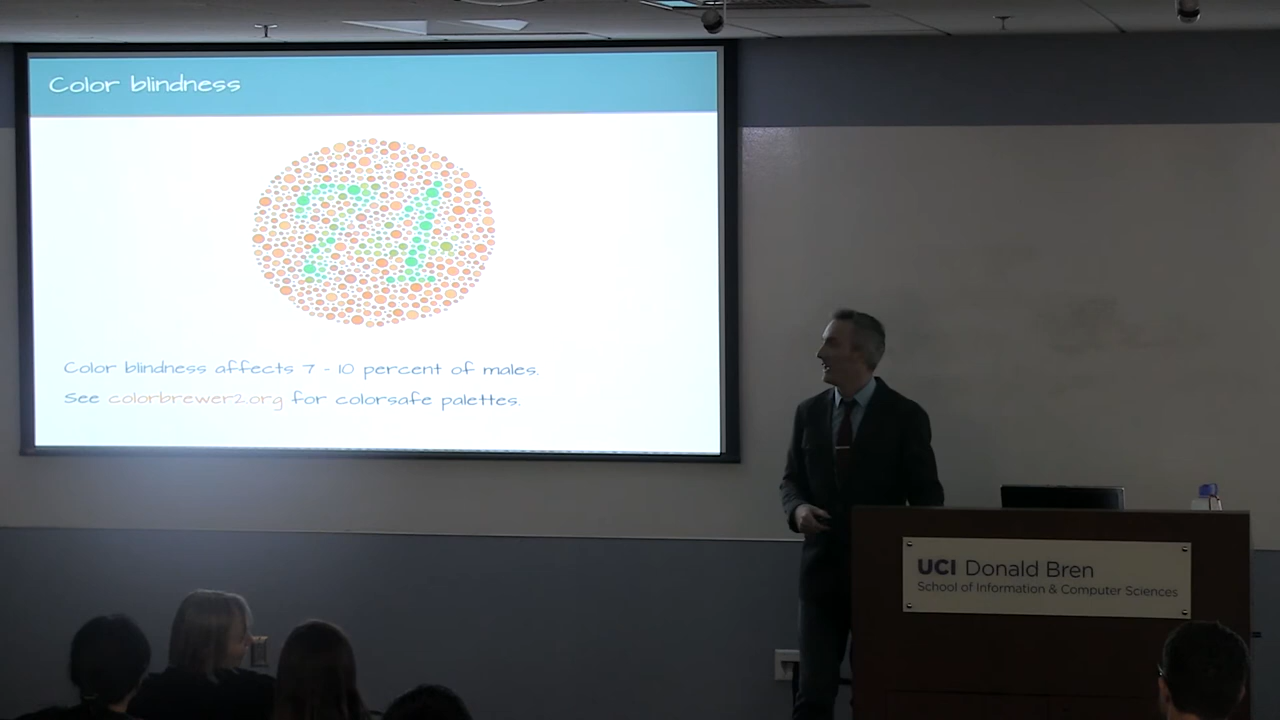 Color blindness
74
Color blindness affects 7 - 10 percent of males.
See colorbrewer2.org for colorsafe palettes.
UCI Donald Bren
School of Information & Computer Sciences